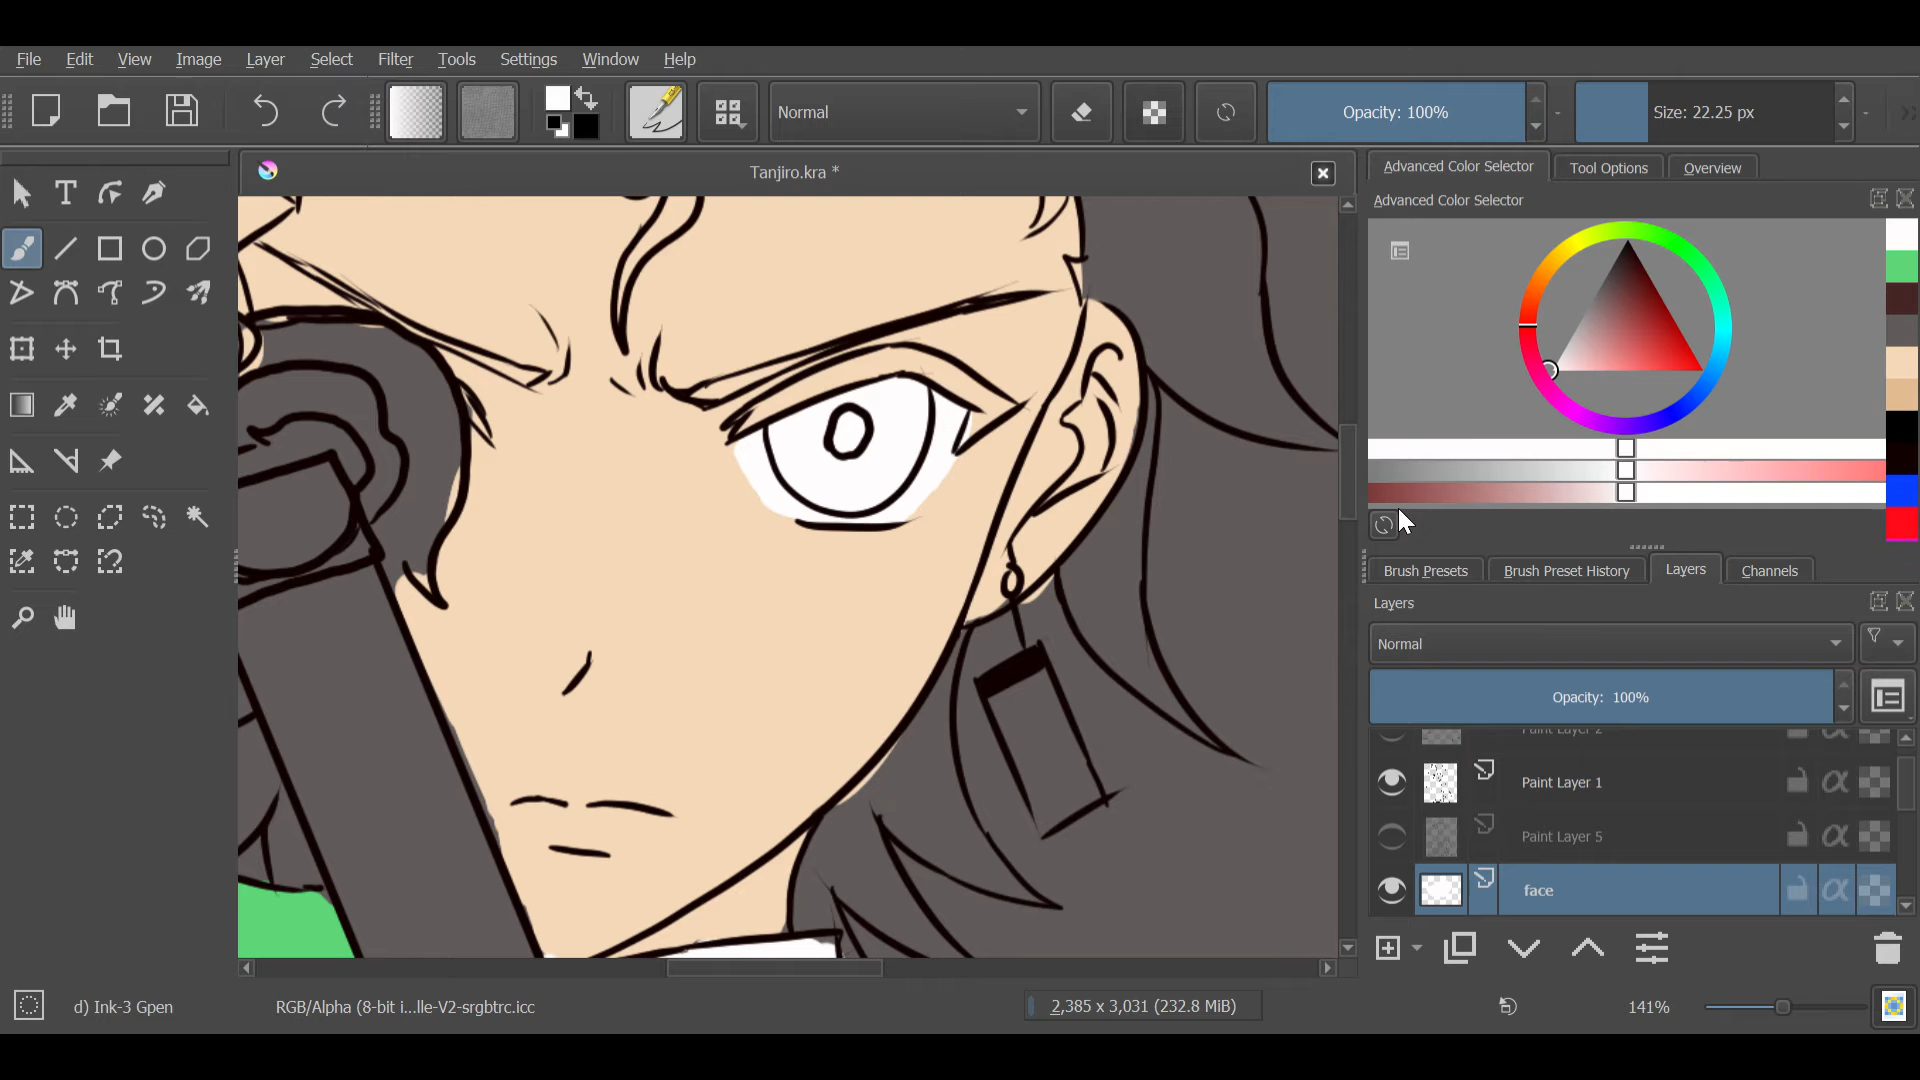 File Edit View Image Layer Select Filter Tools Settings Window Help
Normal Opacity: 100% Size: 22.25 px
Tanjiro.kra *
Advanced Color Selector Tool Options Overview
Advanced Color Selector
Brush Presets Brush Preset History Layers Channels
Layers
Normal
Opacity: 100%
Paint Layer 2
Paint Layer 1
Paint Layer 5
face
d) Ink-3 Gpen RGB/Alpha (8-bit i...lle-V2-srgbtrc.icc 2,385 x 3,031 (232.8 MiB) 141%